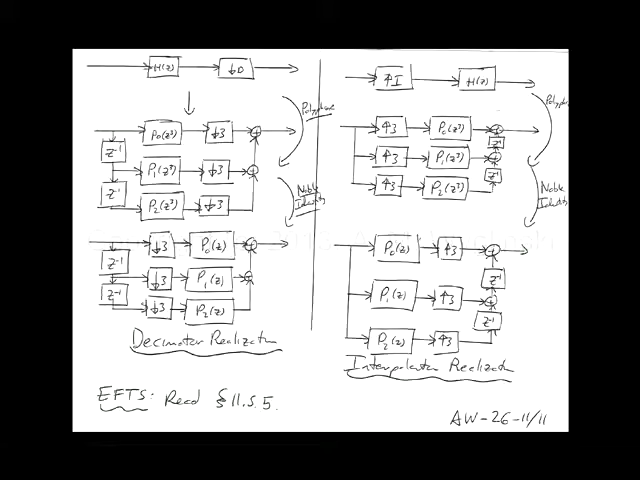 H(z) ↓D
Polyphase
P₀(z³) ↓3 +
z⁻¹
P₁(z³) ↓3 +
z⁻¹
P₂(z³) ↓3
Noble
Identity
↓3 P₀(z) +
z⁻¹
↓3 P₁(z) +
z⁻¹
↓3 P₂(z)
Decimator Realization
↑I H(z)
Polyphase
↑3 P₀(z³) +
z⁻¹
↑3 P₁(z³) +
z⁻¹
↑3 P₂(z³)
Noble
Identity
P₀(z) ↑3 +
z⁻¹
P₁(z) ↑3 +
z⁻¹
P₂(z) ↑3
Interpolator Realization
EFTS: Read § 11.5.5.
AW-26-11/11